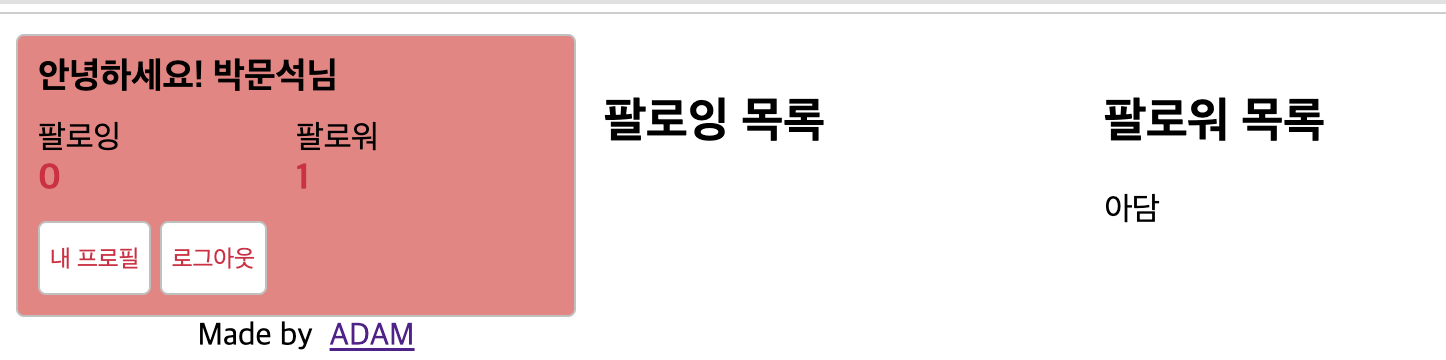 안녕하세요! 박문석님
팔로잉 팔로워
0 1
내 프로필 로그아웃
Made by ADAM
팔로잉 목록
팔로워 목록
아담